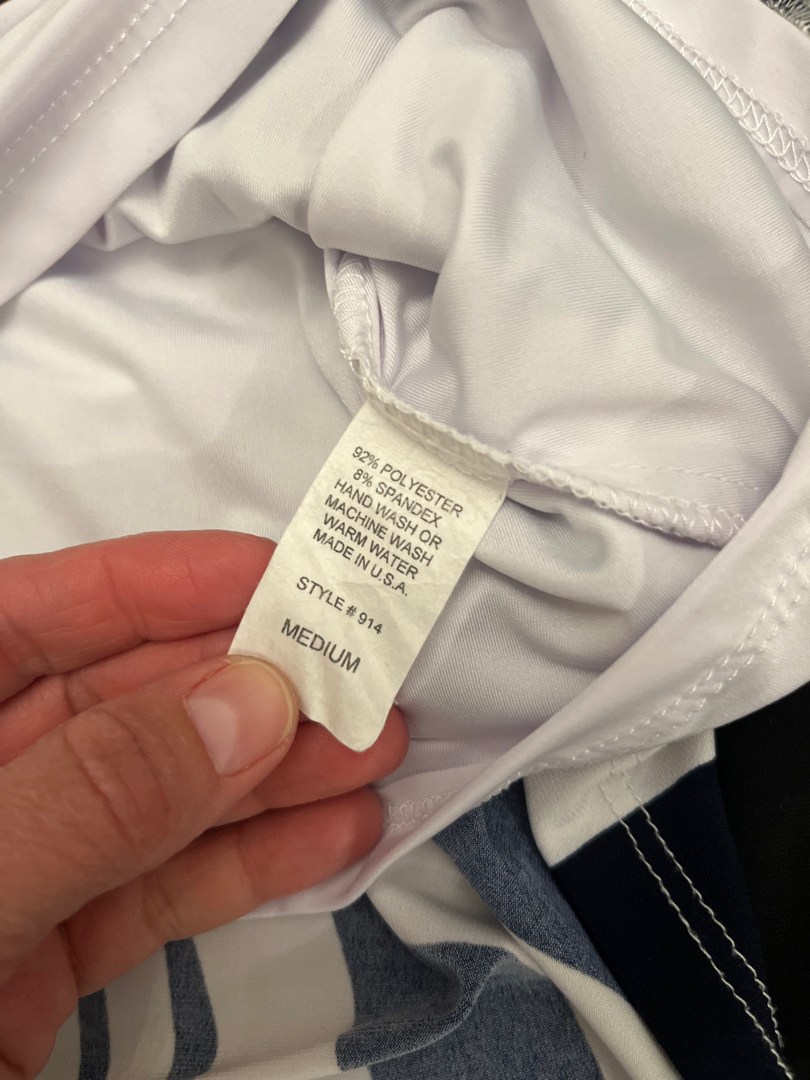 92% POLYESTER
8% SPANDEX
HAND WASH OR
MACHINE WASH
WARM WATER
MADE IN U.S.A.
STYLE # 914
MEDIUM